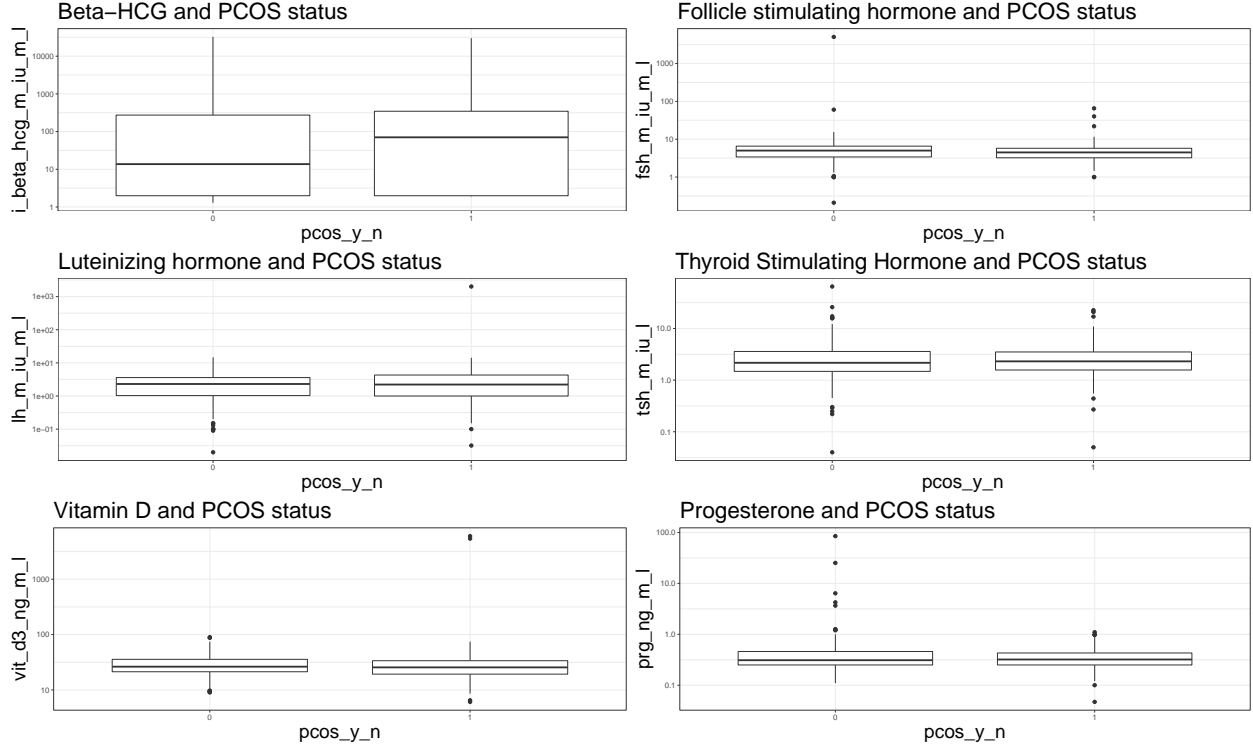 Beta−HCG and PCOS status
i_beta_hcg_m_iu_m_l
10000
1000
100
10
1
0
1
pcos_y_n
Follicle stimulating hormone and PCOS status
fsh_m_iu_m_l
1000
100
10
1
0
1
pcos_y_n
Luteinizing hormone and PCOS status
lh_m_iu_m_l
1e+03
1e+02
1e+01
1e+00
1e−01
0
1
pcos_y_n
Thyroid Stimulating Hormone and PCOS status
tsh_m_iu_l
10.0
1.0
0.1
0
1
pcos_y_n
Vitamin D and PCOS status
vit_d3_ng_m_l
1000
100
10
0
1
pcos_y_n
Progesterone and PCOS status
prg_ng_m_l
100.0
10.0
1.0
0.1
0
1
pcos_y_n